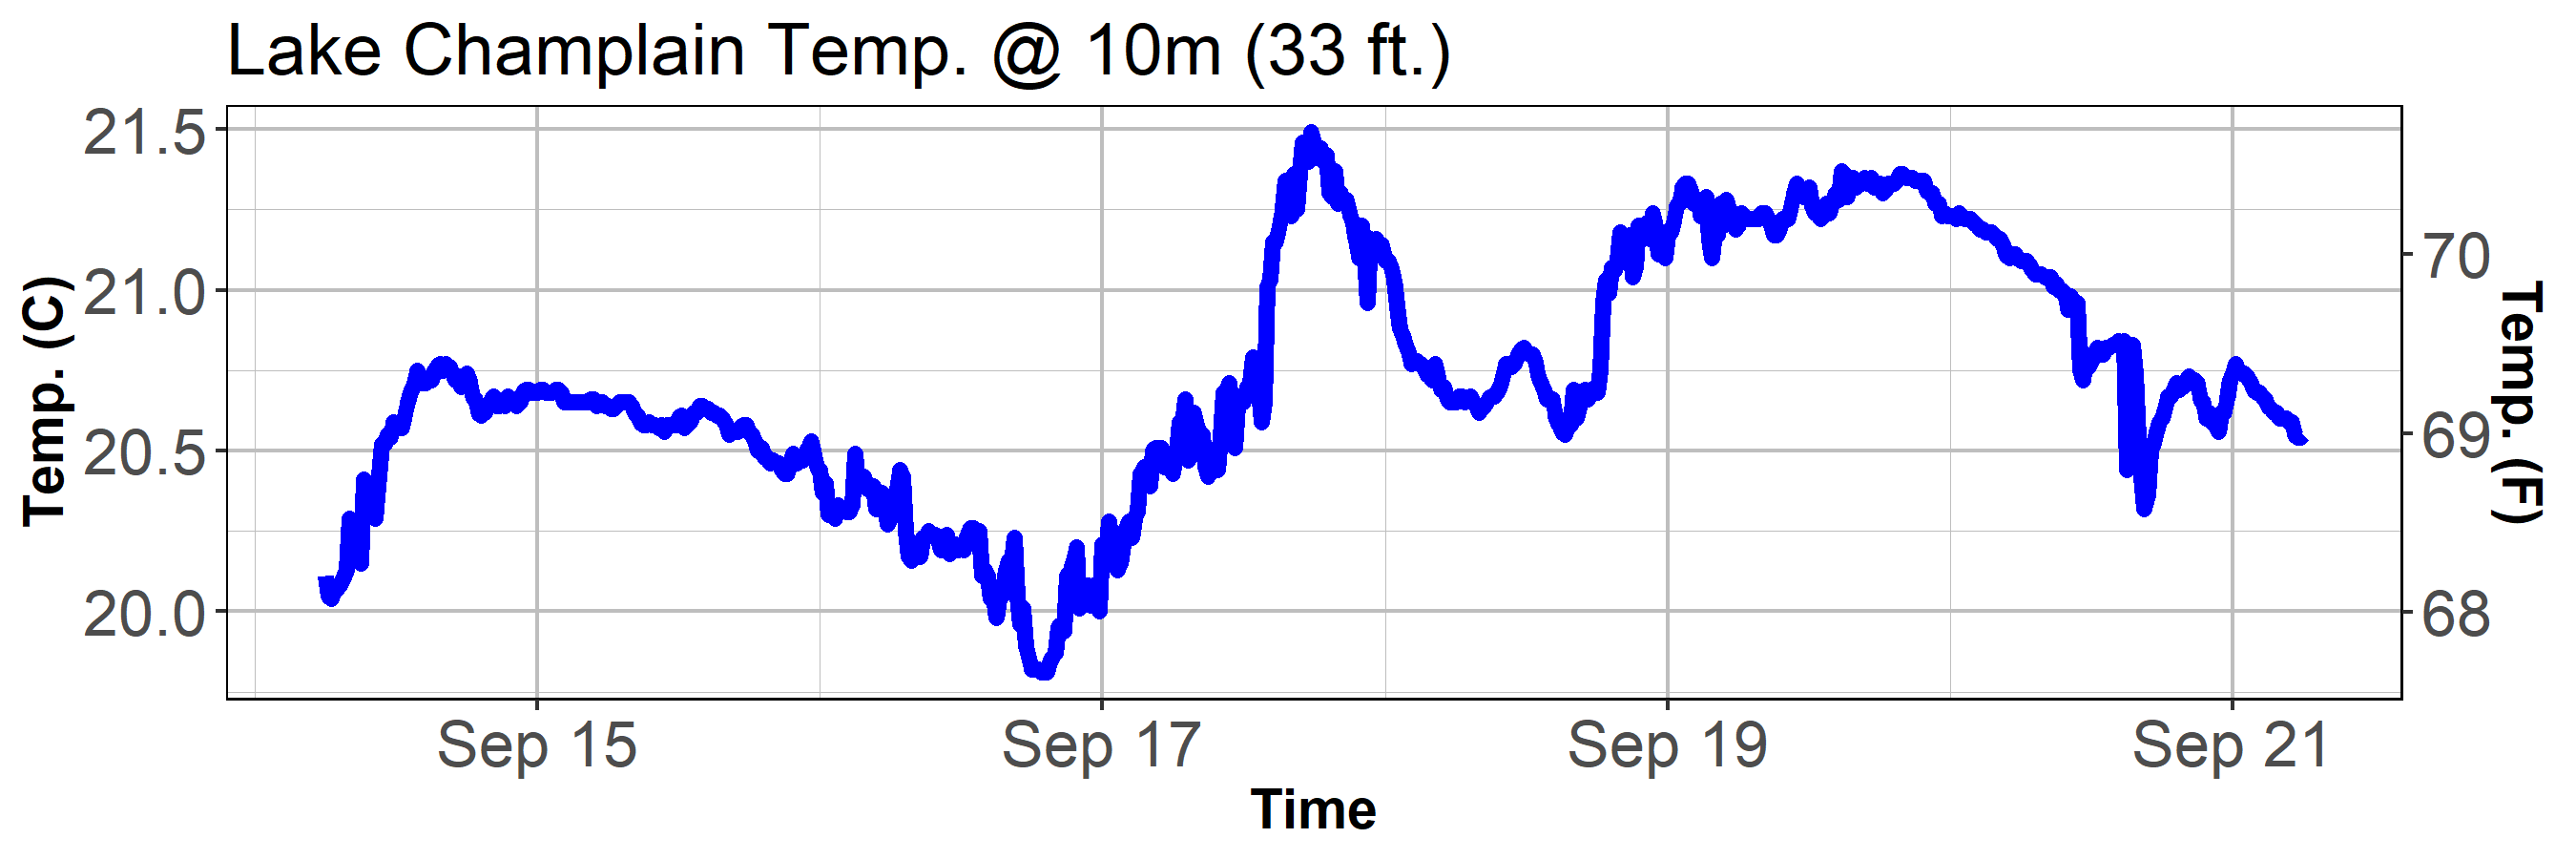 Lake Champlain Temp. @ 10m (33 ft.)
Temp. (C)
21.5
21.0
20.5
20.0
70
69
68
Temp. (F)
Sep 15
Sep 17
Sep 19
Sep 21
Time